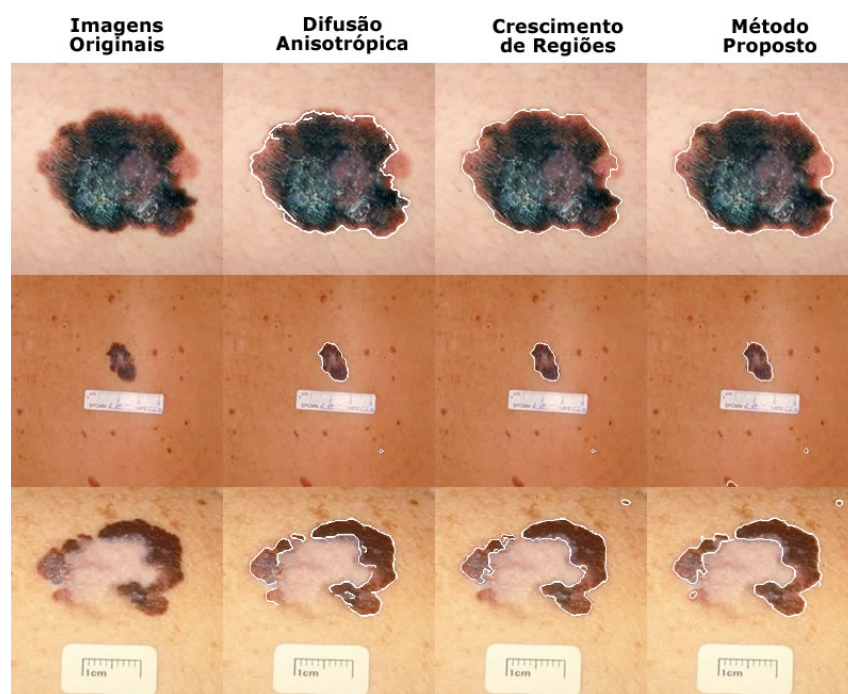 Imagens
Originais
Difusão
Anisotrópica
Crescimento
de Regiões
Método
Proposto
1cm
1cm
1cm
1cm